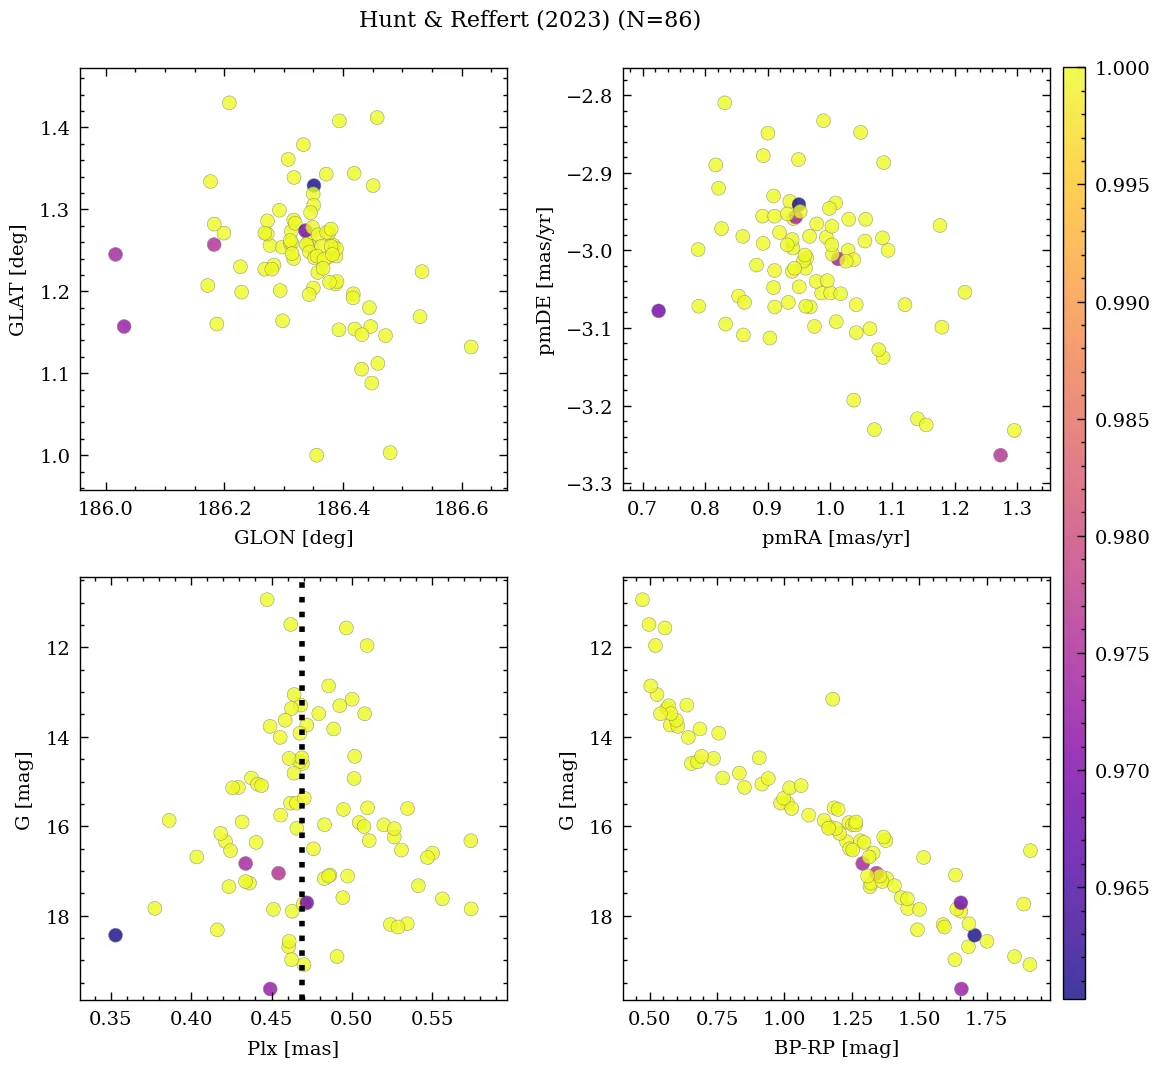 Hunt & Reffert (2023) (N=86)
1.4
1.3
1.2
1.1
1.0
GLAT [deg]
186.0 186.2 186.4 186.6
GLON [deg]
−2.8
−2.9
−3.0
−3.1
−3.2
−3.3
pmDE [mas/yr]
0.7 0.8 0.9 1.0 1.1 1.2 1.3
pmRA [mas/yr]
12
14
16
18
G [mag]
0.35 0.40 0.45 0.50 0.55
Plx [mas]
12
14
16
18
G [mag]
0.50 0.75 1.00 1.25 1.50 1.75
BP-RP [mag]
1.000
0.995
0.990
0.985
0.980
0.975
0.970
0.965